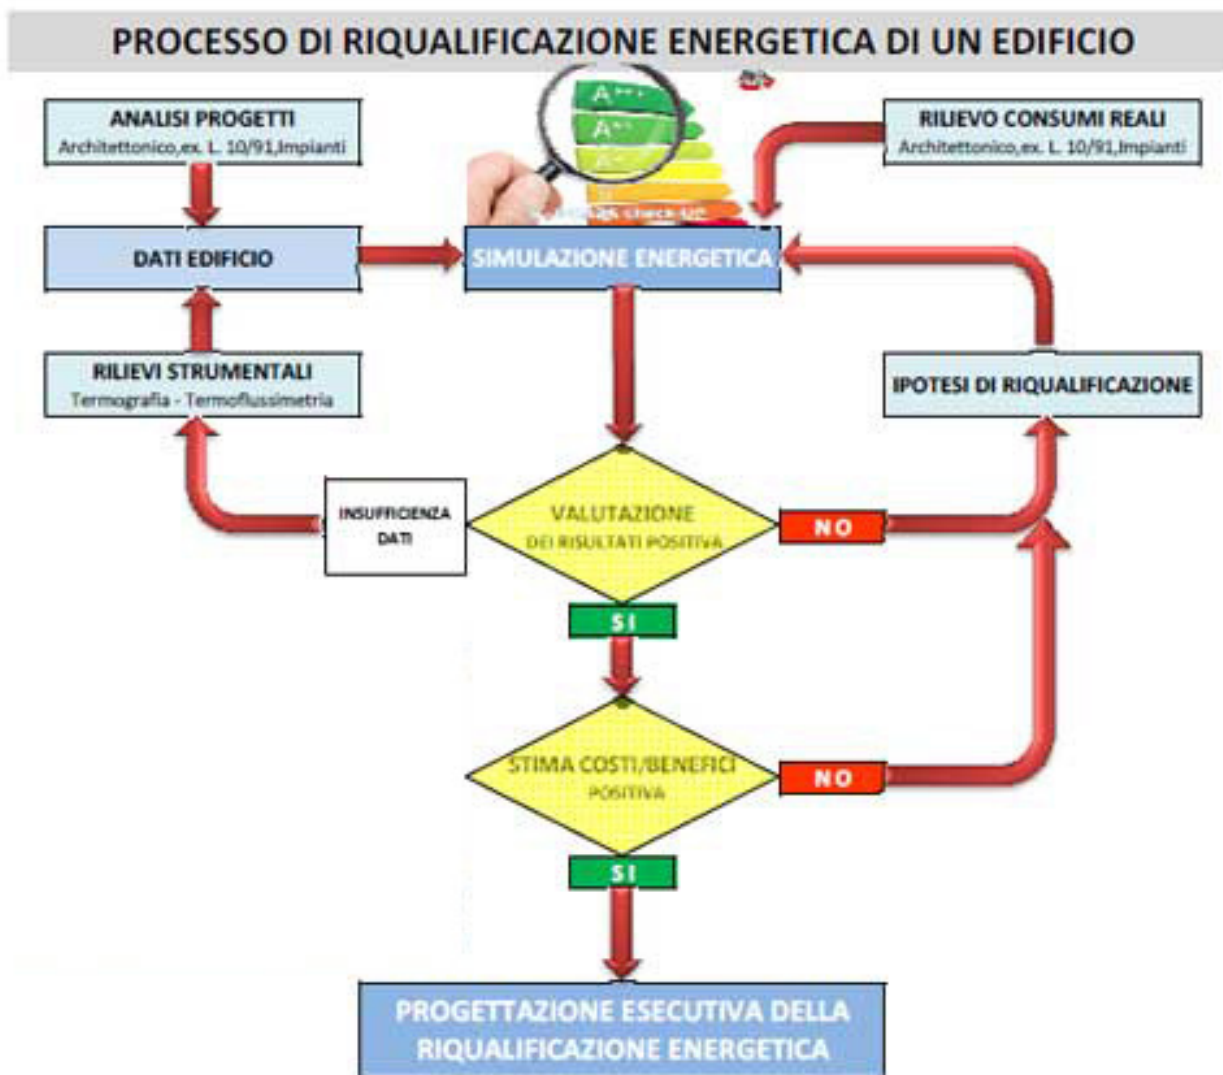 PROCESSO DI RIQUALIFICAZIONE ENERGETICA DI UN EDIFICIO
A+++
A++
A+
ANALISI PROGETTI
Architettonico,ex. L. 10/91,Impianti
RILIEVO CONSUMI REALI
Architettonico,ex. L. 10/91,Impianti
check UP
DATI EDIFICIO
SIMULAZIONE ENERGETICA
RILIEVI STRUMENTALI
Termografia - Termoflussimetria
IPOTESI DI RIQUALIFICAZIONE
INSUFFICIENZA
DATI
VALUTAZIONE
DEI RISULTATI POSITIVA
NO
SI
STIMA COSTI/BENEFICI
POSITIVA
NO
SI
PROGETTAZIONE ESECUTIVA DELLA
RIQUALIFICAZIONE ENERGETICA